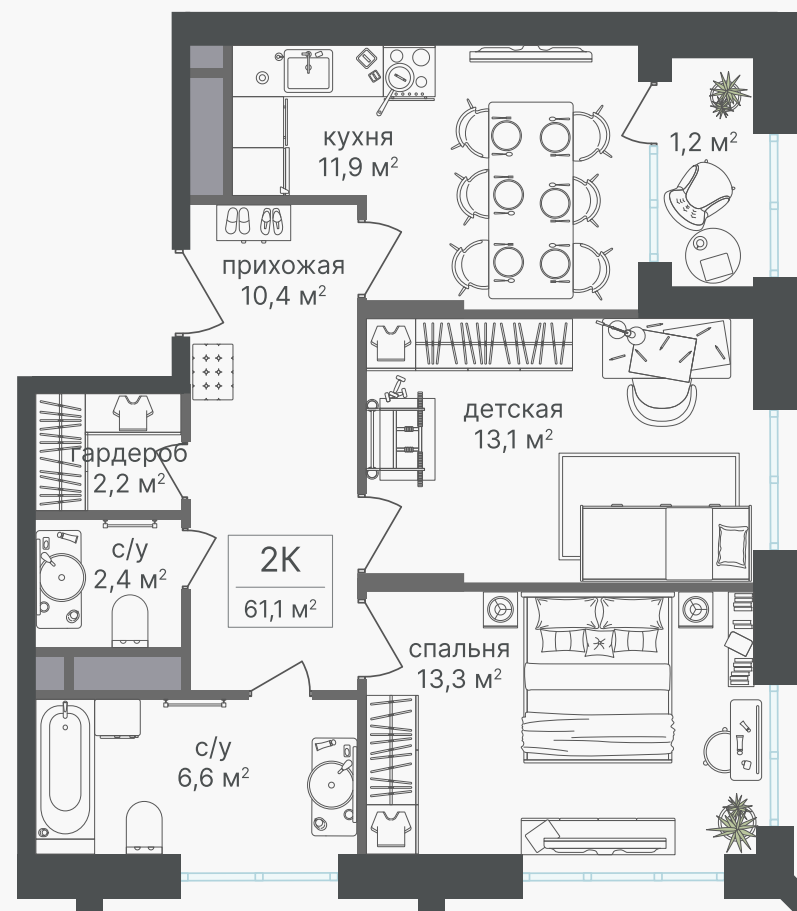 кухня
11,9 м²
1,2 м²
прихожая
10,4 м²
детская
13,1 м²
гардероб
2,2 м²
с/у
2,4 м²
2К
61,1 м²
спальня
13,3 м²
с/у
6,6 м²